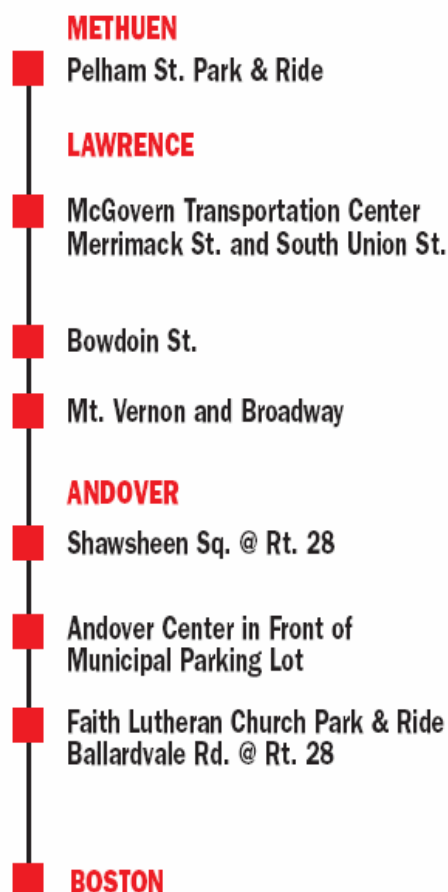 METHUEN
Pelham St. Park & Ride
LAWRENCE
McGovern Transportation Center
Merrimack St. and South Union St.
Bowdoin St.
Mt. Vernon and Broadway
ANDOVER
Shawsheen Sq. @ Rt. 28
Andover Center in Front of
Municipal Parking Lot
Faith Lutheran Church Park & Ride
Ballardvale Rd. @ Rt. 28
BOSTON